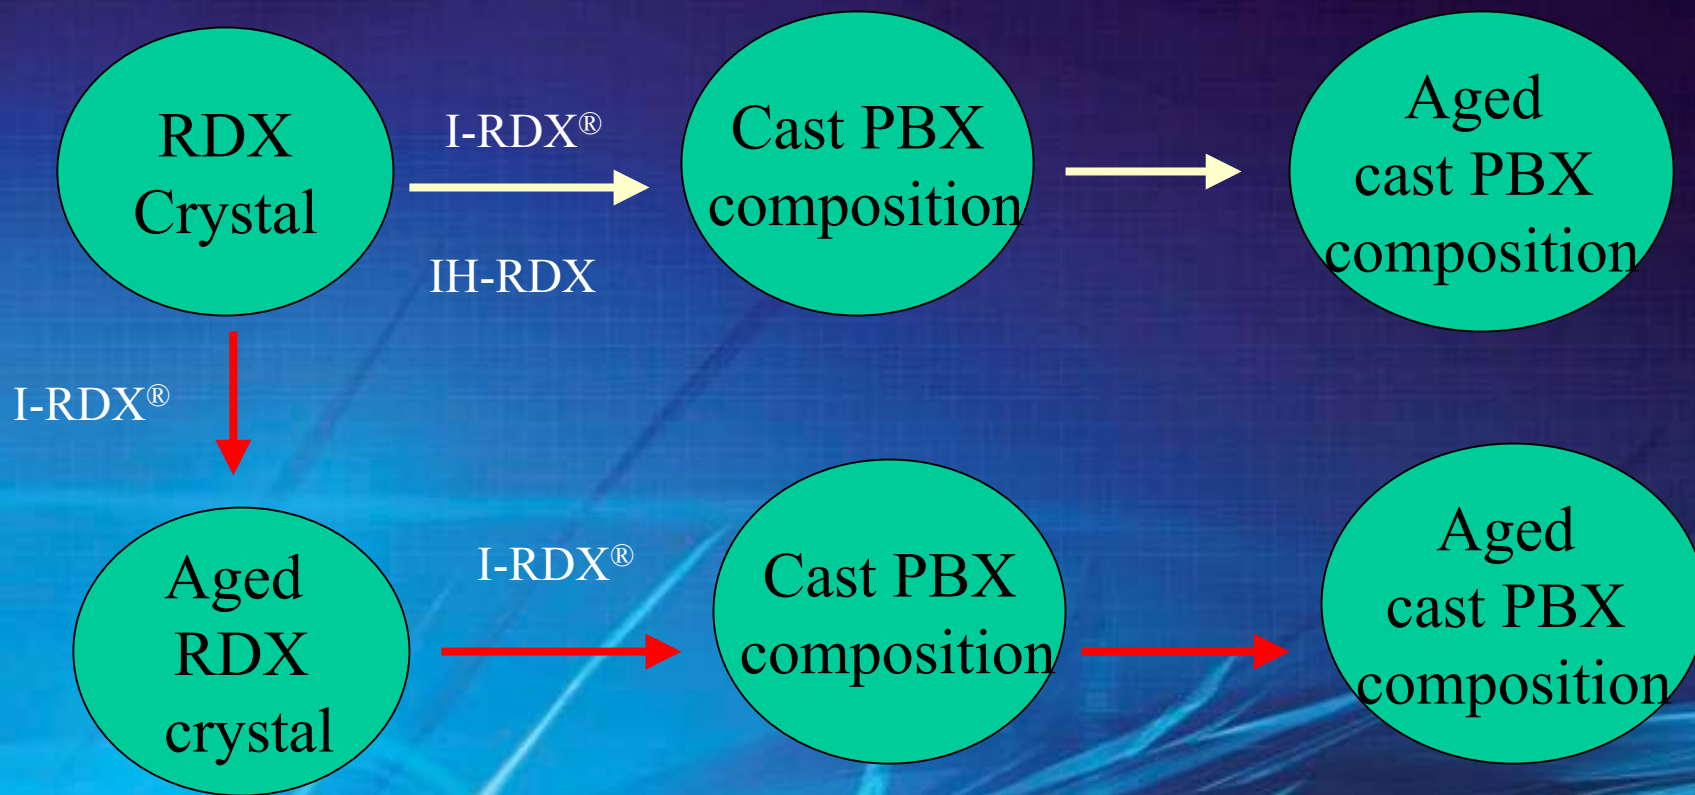 RDX
Crystal
I-RDX®
IH-RDX
Cast PBX
composition
Aged
cast PBX
composition
I-RDX®
Aged
RDX
crystal
I-RDX®
Cast PBX
composition
Aged
cast PBX
composition